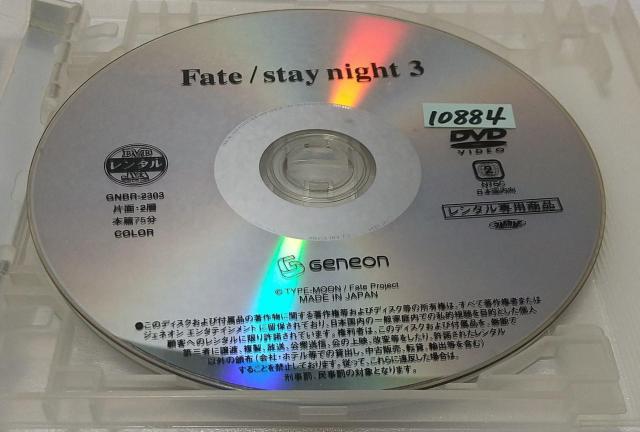 Fate / stay night 3
10884
DVD
VIDEO
レンタル
GNBR-2303
片面・2層
本篇75分
COLOR
2
NTSC
日本国内向
レンタル専用商品
GENEON
© TYPE-MOON / Fate Project
MADE IN JAPAN
●このディスクおよび付属品の著作物に関する著作権等およびディスク等の所有権は、すべて著作権者または
ジェネオン エンタテインメントに留保されており、日本国内での一般家庭内での私的視聴を目的とした個人
顧客へのレンタルに限り許諾されています。権利者は、このディスクおよび付属品を、無断で
第三者に譲渡、複製、放送、公衆送信、公の上映、改変等をしたり、許諾されたレンタル
以外の頒布(会社・ホテル等での貸出し、中古販売、転貸、輸出等を含む)
することを禁止しております。従って、これらに違反した場合は、
刑事罰、民事罰の対象となります。